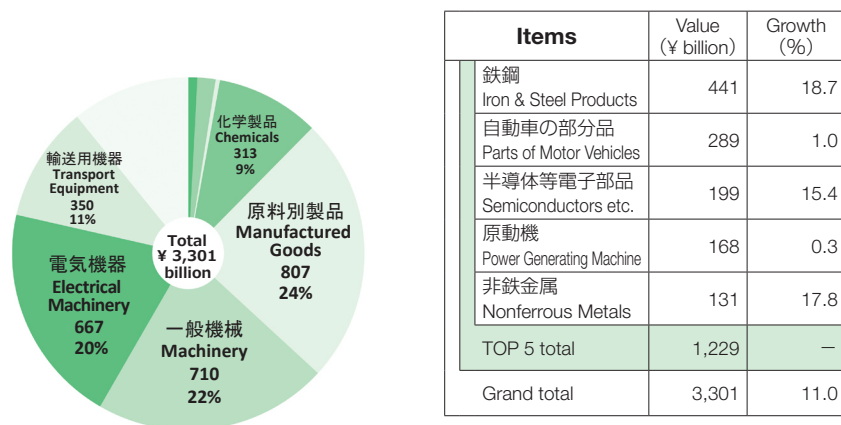 化学製品
Chemicals
313
9%
輸送用機器
Transport
Equipment
350
11%
原料別製品
Manufactured
Goods
807
24%
Total
¥ 3,301
billion
電気機器
Electrical
Machinery
667
20%
一般機械
Machinery
710
22%
Items Value (¥ billion) Growth (%)
鉄鋼
Iron & Steel Products 441 18.7
自動車の部分品
Parts of Motor Vehicles 289 1.0
半導体等電子部品
Semiconductors etc. 199 15.4
原動機
Power Generating Machine 168 0.3
非鉄金属
Nonferrous Metals 131 17.8
TOP 5 total 1,229 －
Grand total 3,301 11.0